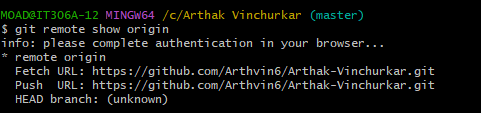 MOAD@IT3O6A-12 MINGW64 /c/Arthak Vinchurkar (master)
$ git remote show origin
info: please complete authentication in your browser...
* remote origin
  Fetch URL: https://github.com/Arthvin6/Arthak-Vinchurkar.git
  Push  URL: https://github.com/Arthvin6/Arthak-Vinchurkar.git
  HEAD branch: (unknown)